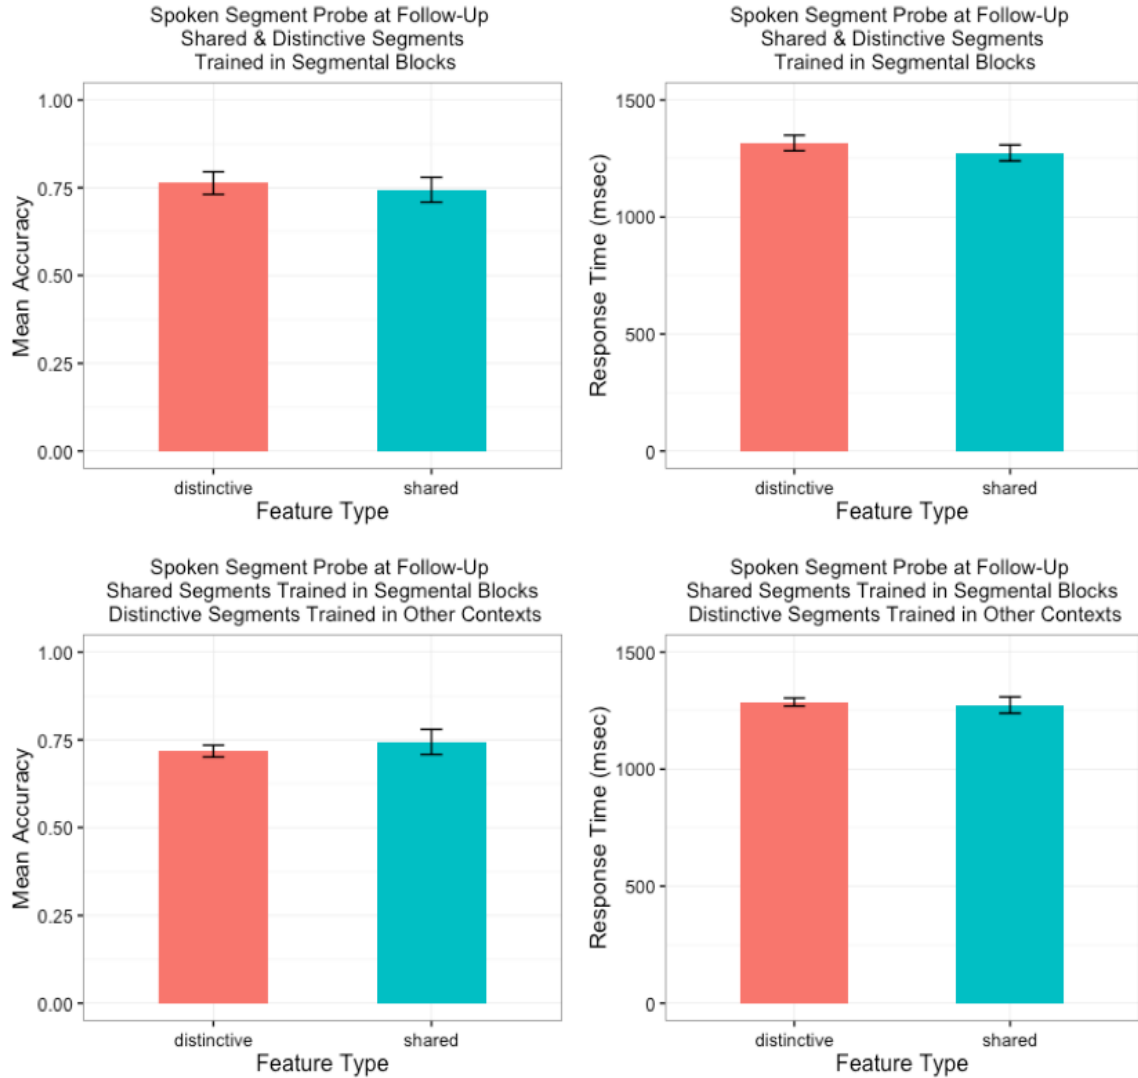 Spoken Segment Probe at Follow-Up
Shared & Distinctive Segments
Trained in Segmental Blocks
1.00
0.75
0.50
0.25
0.00
Mean Accuracy
distinctive
shared
Feature Type
Spoken Segment Probe at Follow-Up
Shared & Distinctive Segments
Trained in Segmental Blocks
1500
1000
500
0
Response Time (msec)
distinctive
shared
Feature Type
Spoken Segment Probe at Follow-Up
Shared Segments Trained in Segmental Blocks
Distinctive Segments Trained in Other Contexts
1.00
0.75
0.50
0.25
0.00
Mean Accuracy
distinctive
shared
Feature Type
Spoken Segment Probe at Follow-Up
Shared Segments Trained in Segmental Blocks
Distinctive Segments Trained in Other Contexts
1500
1000
500
0
Response Time (msec)
distinctive
shared
Feature Type